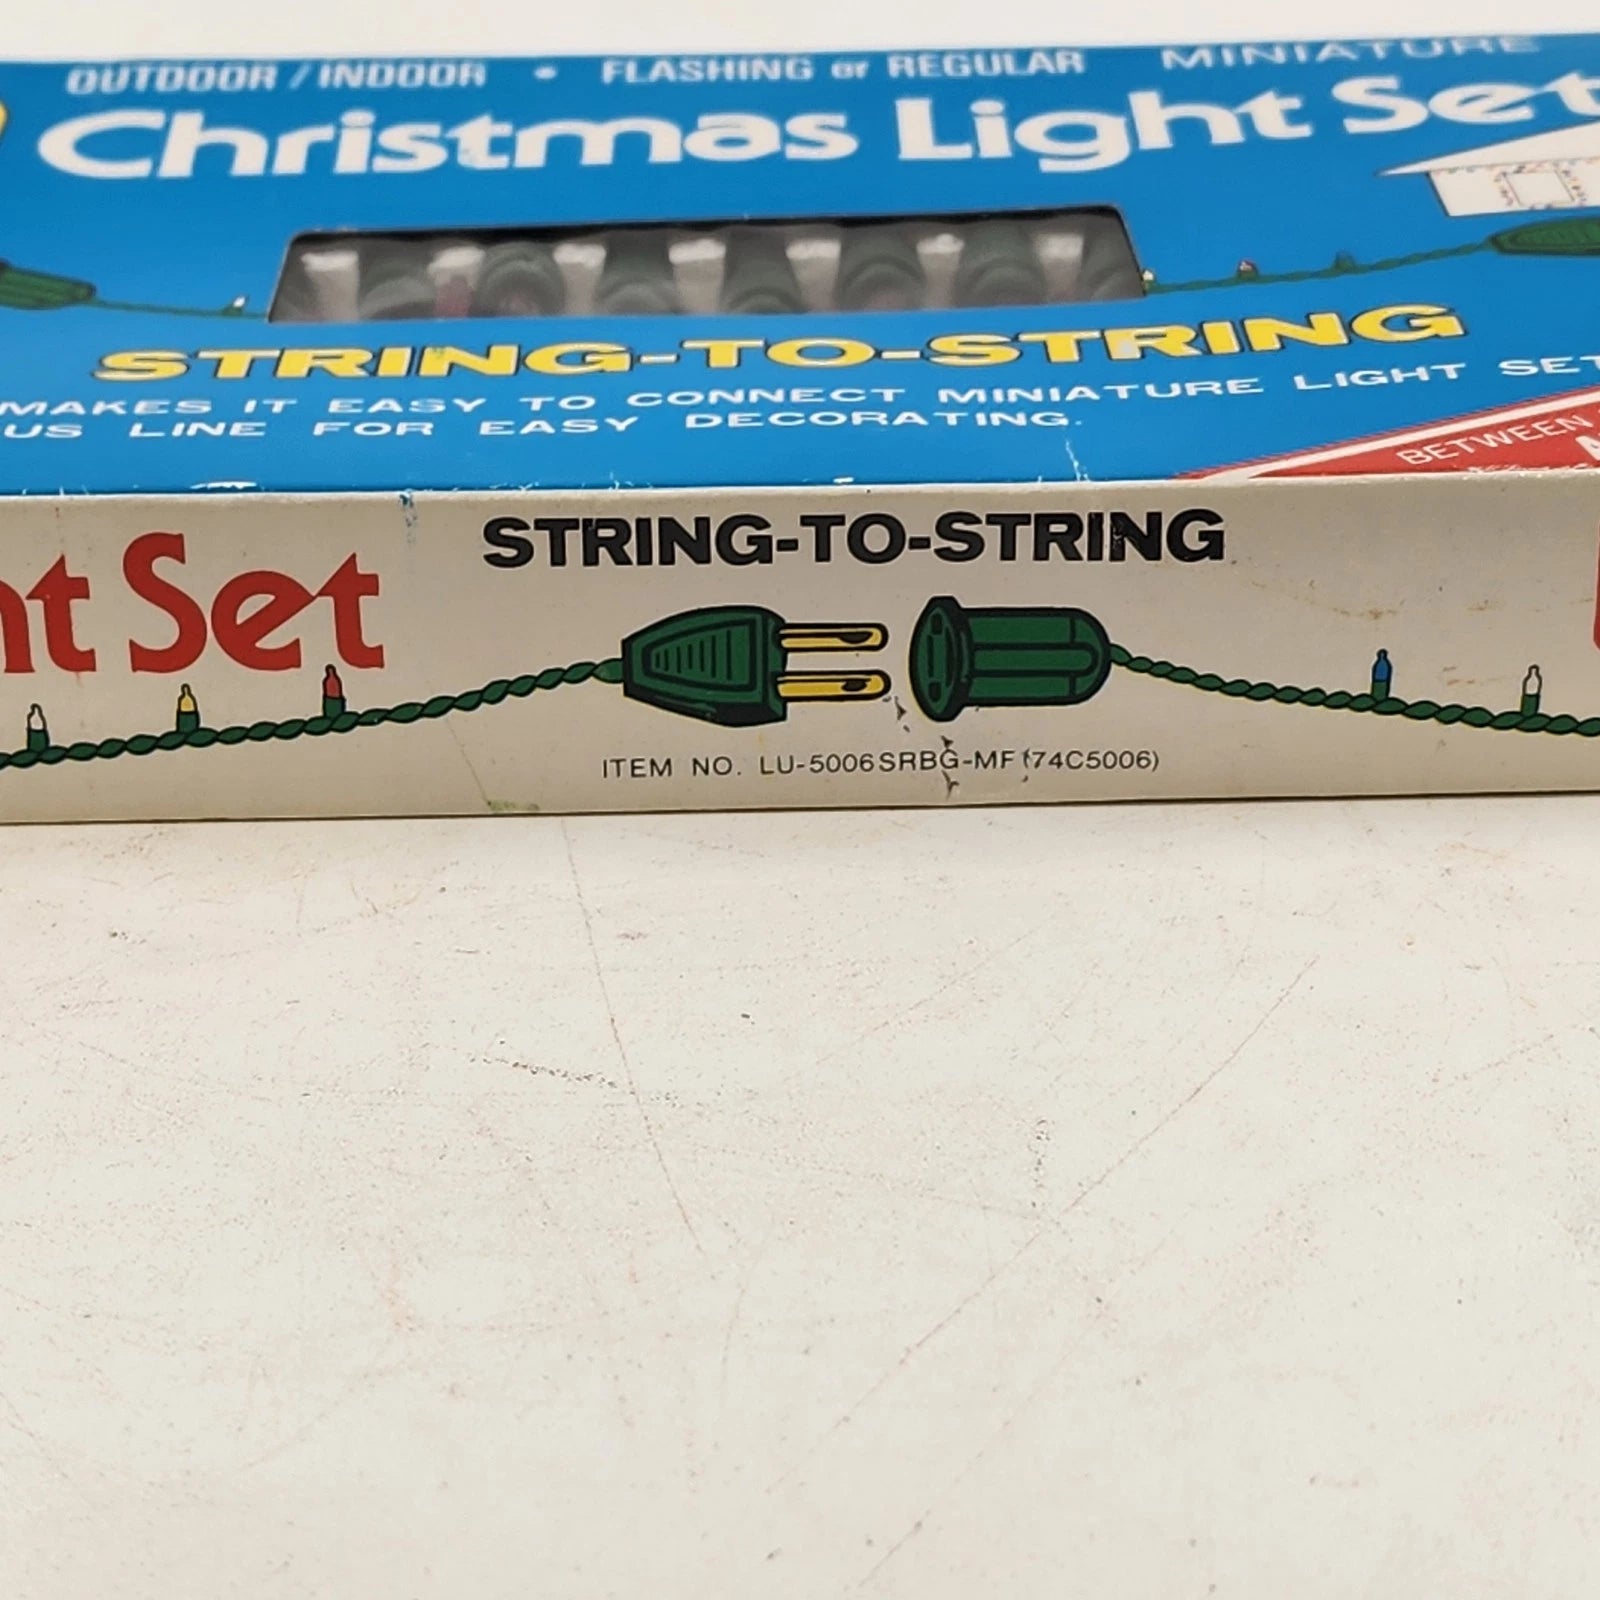 OUTDOOR / INDOOR • FLASHING or REGULAR MINIATURE
Christmas Light Set
STRING-TO-STRING
MAKES IT EASY TO CONNECT MINIATURE LIGHT SET
US LINE FOR EASY DECORATING.
BETWEEN
ht Set
STRING-TO-STRING
ITEM NO. LU-5006SRBG-MF (74C5006)